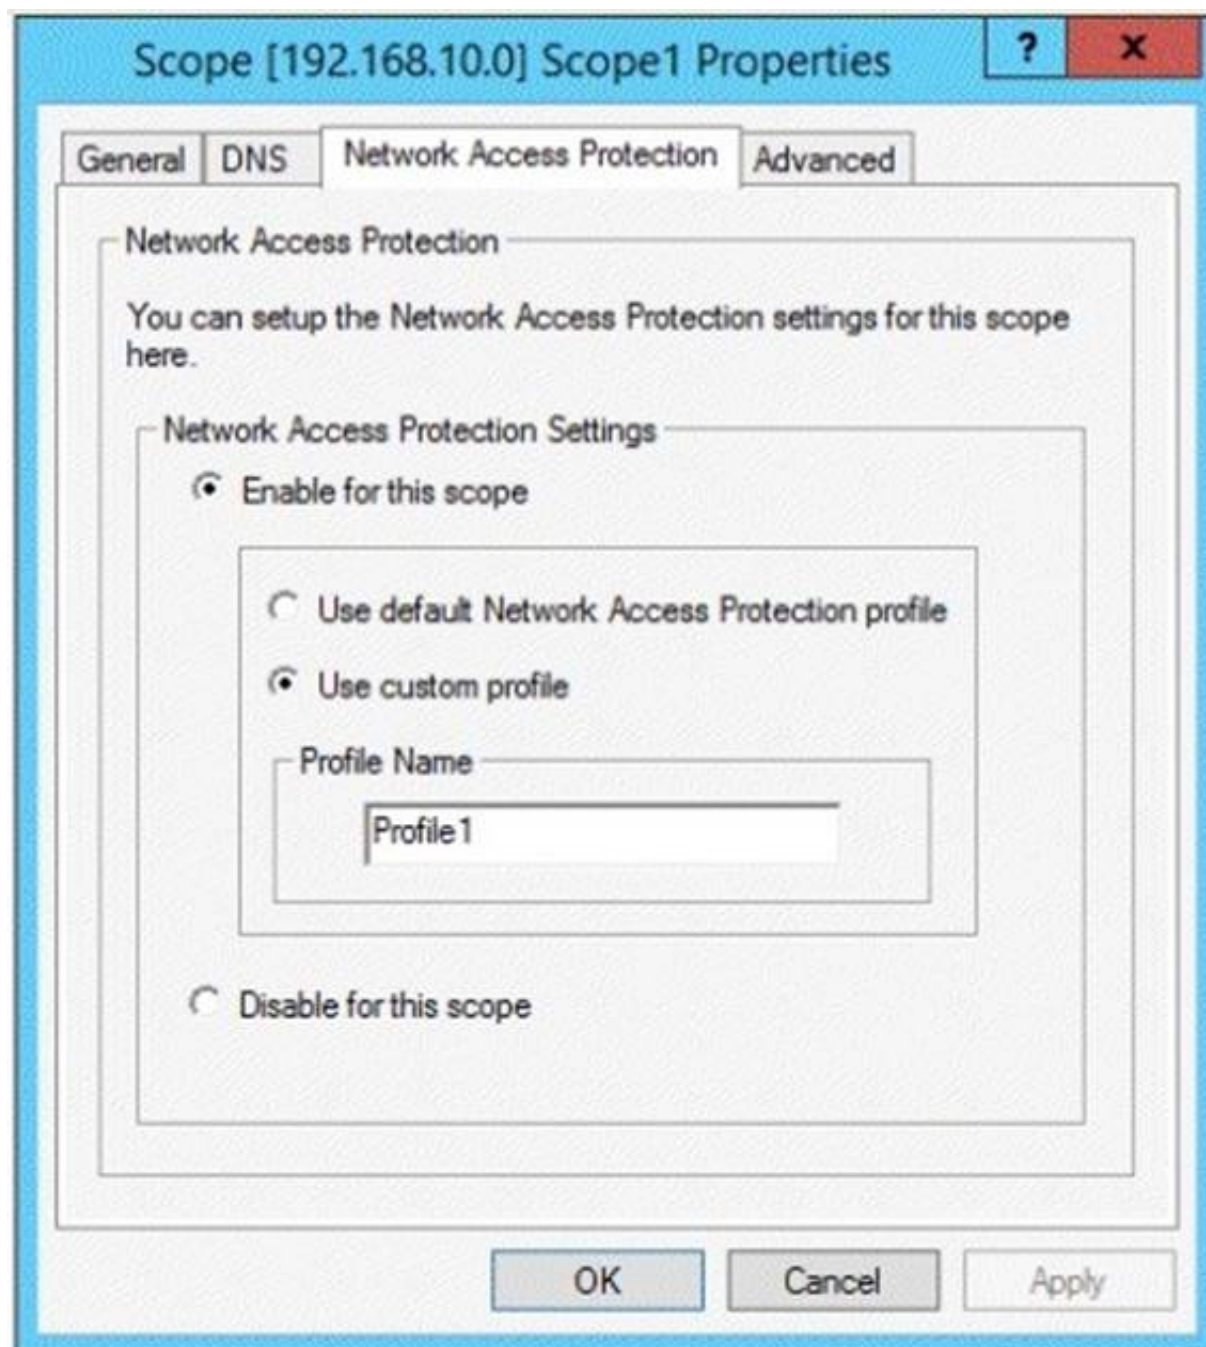 Scope [192.168.10.0] Scope1 Properties
? x
General DNS Network Access Protection Advanced
Network Access Protection
You can setup the Network Access Protection settings for this scope
here.
Network Access Protection Settings
Enable for this scope
Use default Network Access Protection profile
Use custom profile
Profile Name
Profile1
Disable for this scope
OK Cancel Apply